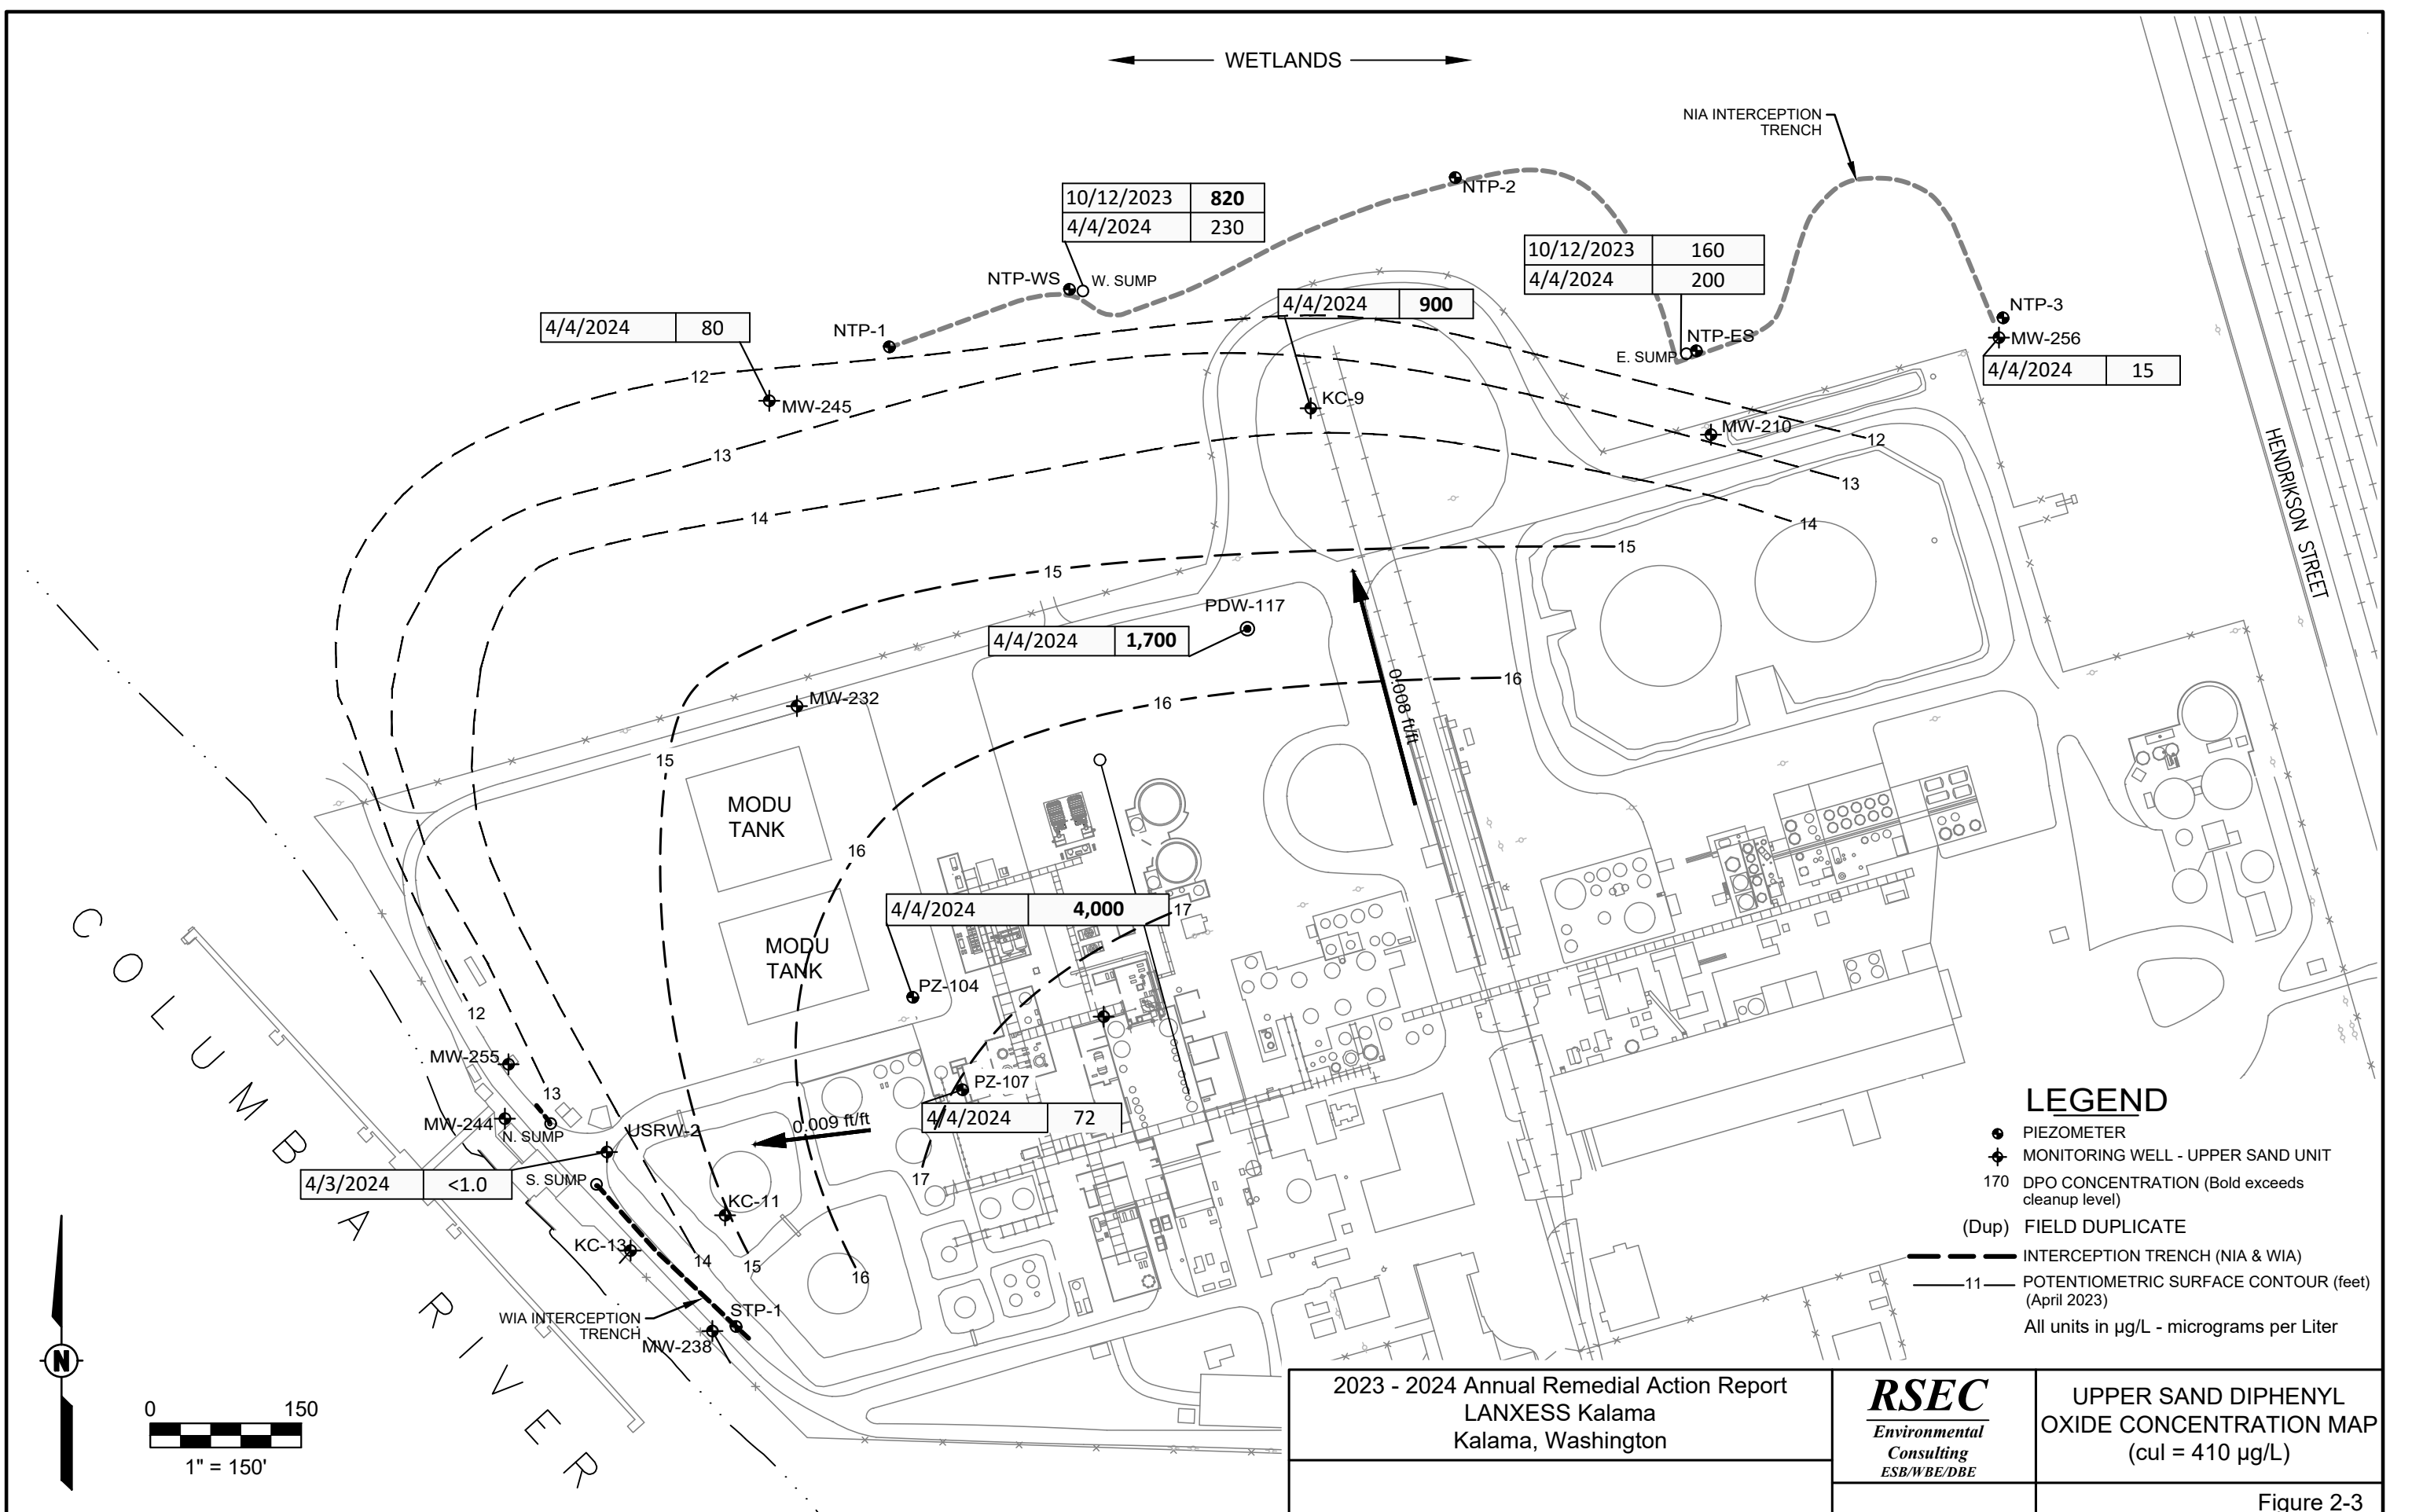 WETLANDS
NIA INTERCEPTION
TRENCH
NTP-2
10/12/2023 820
4/4/2024 230
10/12/2023 160
4/4/2024 200
NTP-WS
W. SUMP
4/4/2024 900
NTP-3
4/4/2024 80
NTP-1
NTP-ES
E. SUMP
MW-256
4/4/2024 15
12
MW-245
KC-9
MW-210
12
13
13
14
14
15
15
HENDRIKSON STREET
PDW-117
4/4/2024 1,700
0.008 ft/ft
16
16
MW-232
15
MODU
TANK
16
4/4/2024 4,000
17
MODU
TANK
PZ-104
12
MW-255
PZ-107
13
4/4/2024 72
MW-244
N. SUMP
USRW-2
0.009 ft/ft
4/3/2024 <1.0
S. SUMP
17
KC-11
KC-13
14
15
16
WIA INTERCEPTION
TRENCH
STP-1
MW-238
COLUMBIA RIVER
N
0 150
1" = 150'
LEGEND
PIEZOMETER
MONITORING WELL - UPPER SAND UNIT
170 DPO CONCENTRATION (Bold exceeds
cleanup level)
(Dup) FIELD DUPLICATE
INTERCEPTION TRENCH (NIA & WIA)
11 POTENTIOMETRIC SURFACE CONTOUR (feet)
(April 2023)
All units in µg/L - micrograms per Liter
2023 - 2024 Annual Remedial Action Report
LANXESS Kalama
Kalama, Washington
RSEC
Environmental
Consulting
ESB/WBE/DBE
UPPER SAND DIPHENYL
OXIDE CONCENTRATION MAP
(cul = 410 µg/L)
Figure 2-3